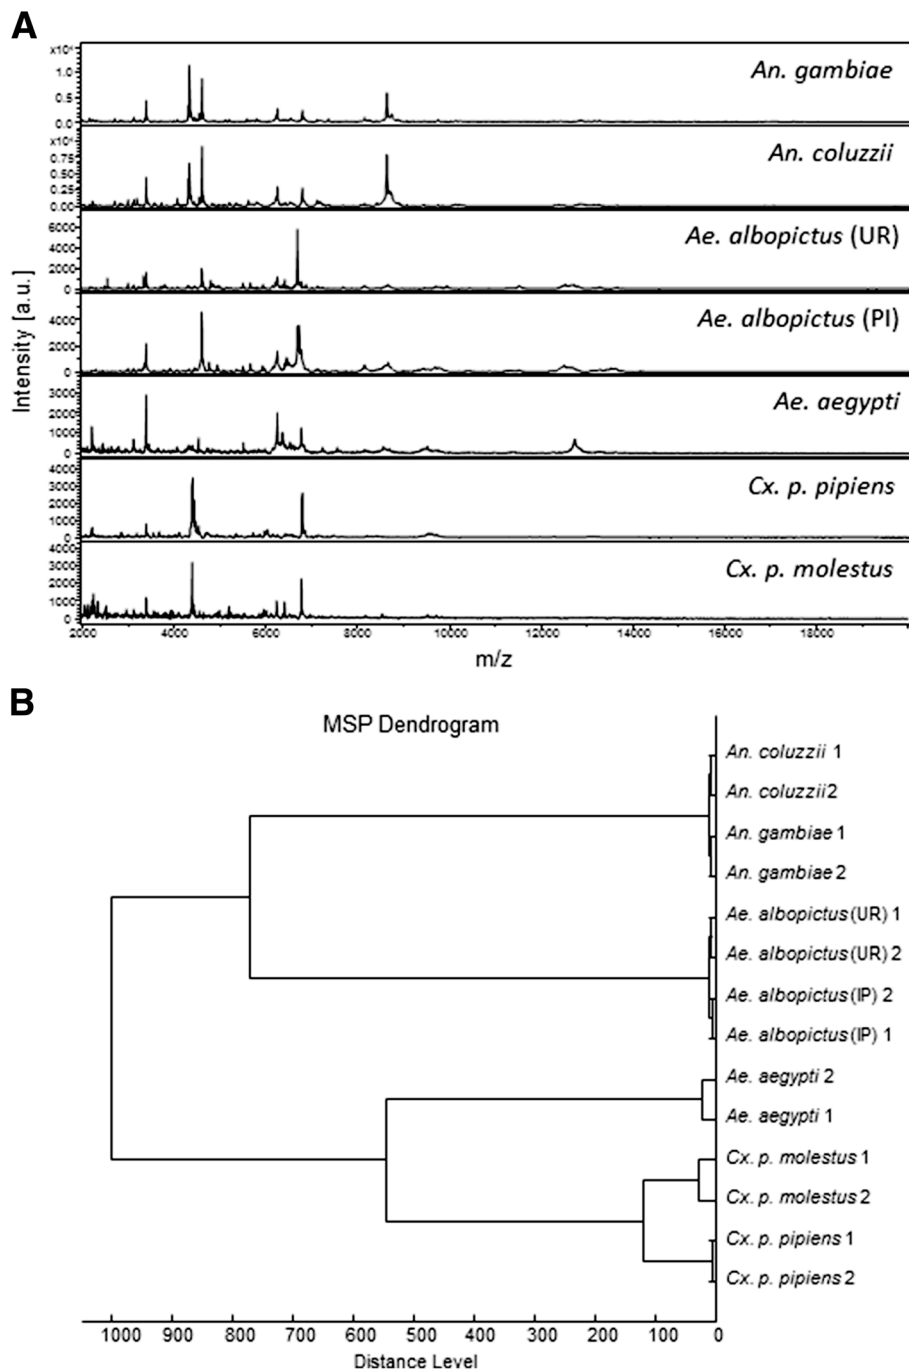 A
Intensity [a.u.]
x10⁴
1.0
0.5
0.0
An. gambiae
x10⁴
0.75
0.50
0.25
0.00
An. coluzzii
6000
4000
2000
0
Ae. albopictus (UR)
4000
2000
0
Ae. albopictus (PI)
3000
2000
1000
0
Ae. aegypti
4000
3000
2000
1000
0
Cx. p. pipiens
4000
3000
2000
1000
0
Cx. p. molestus
2000 4000 6000 8000 10000 12000 14000 16000 18000
m/z
B
MSP Dendrogram
An. coluzzii 1
An. coluzzii 2
An. gambiae 1
An. gambiae 2
Ae. albopictus (UR) 1
Ae. albopictus (UR) 2
Ae. albopictus (IP) 2
Ae. albopictus (IP) 1
Ae. aegypti 2
Ae. aegypti 1
Cx. p. molestus 1
Cx. p. molestus 2
Cx. p. pipiens 1
Cx. p. pipiens 2
1000 900 800 700 600 500 400 300 200 100 0
Distance Level